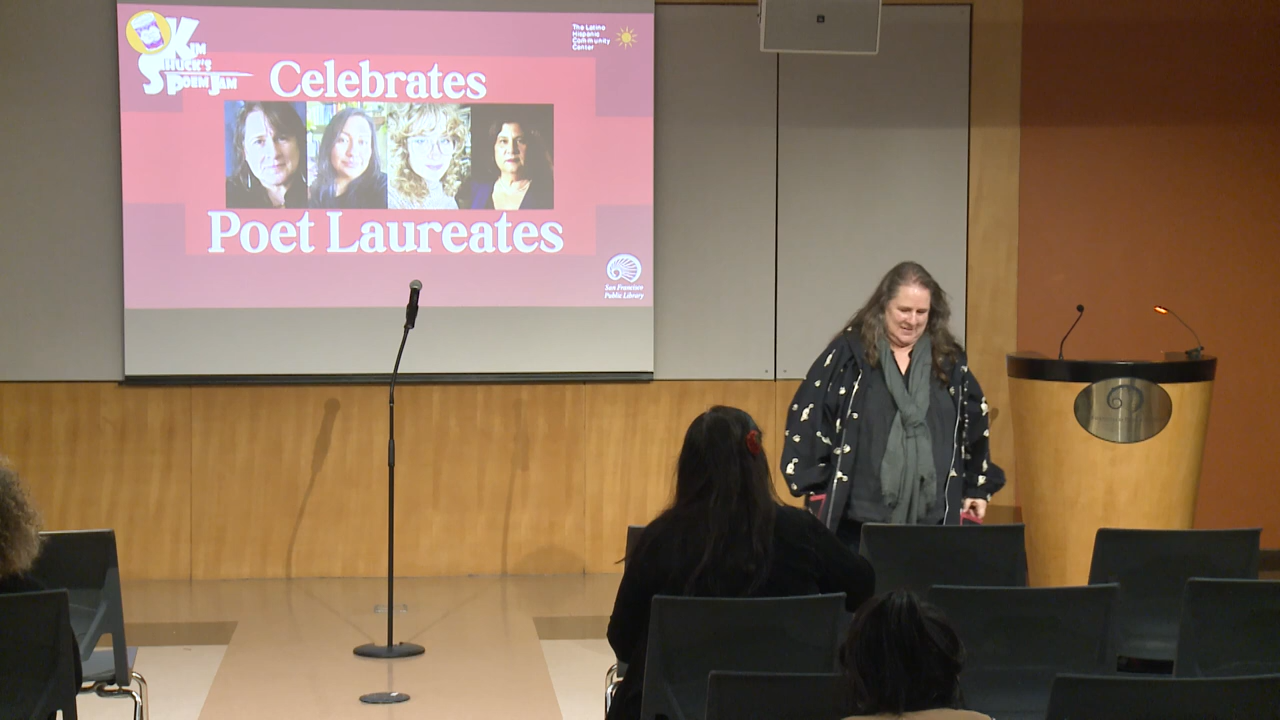 Kim
Shuck's
Poem Jam
The Latino
Hispanic
Community
Center
Celebrates
Poet Laureates
San Francisco
Public Library